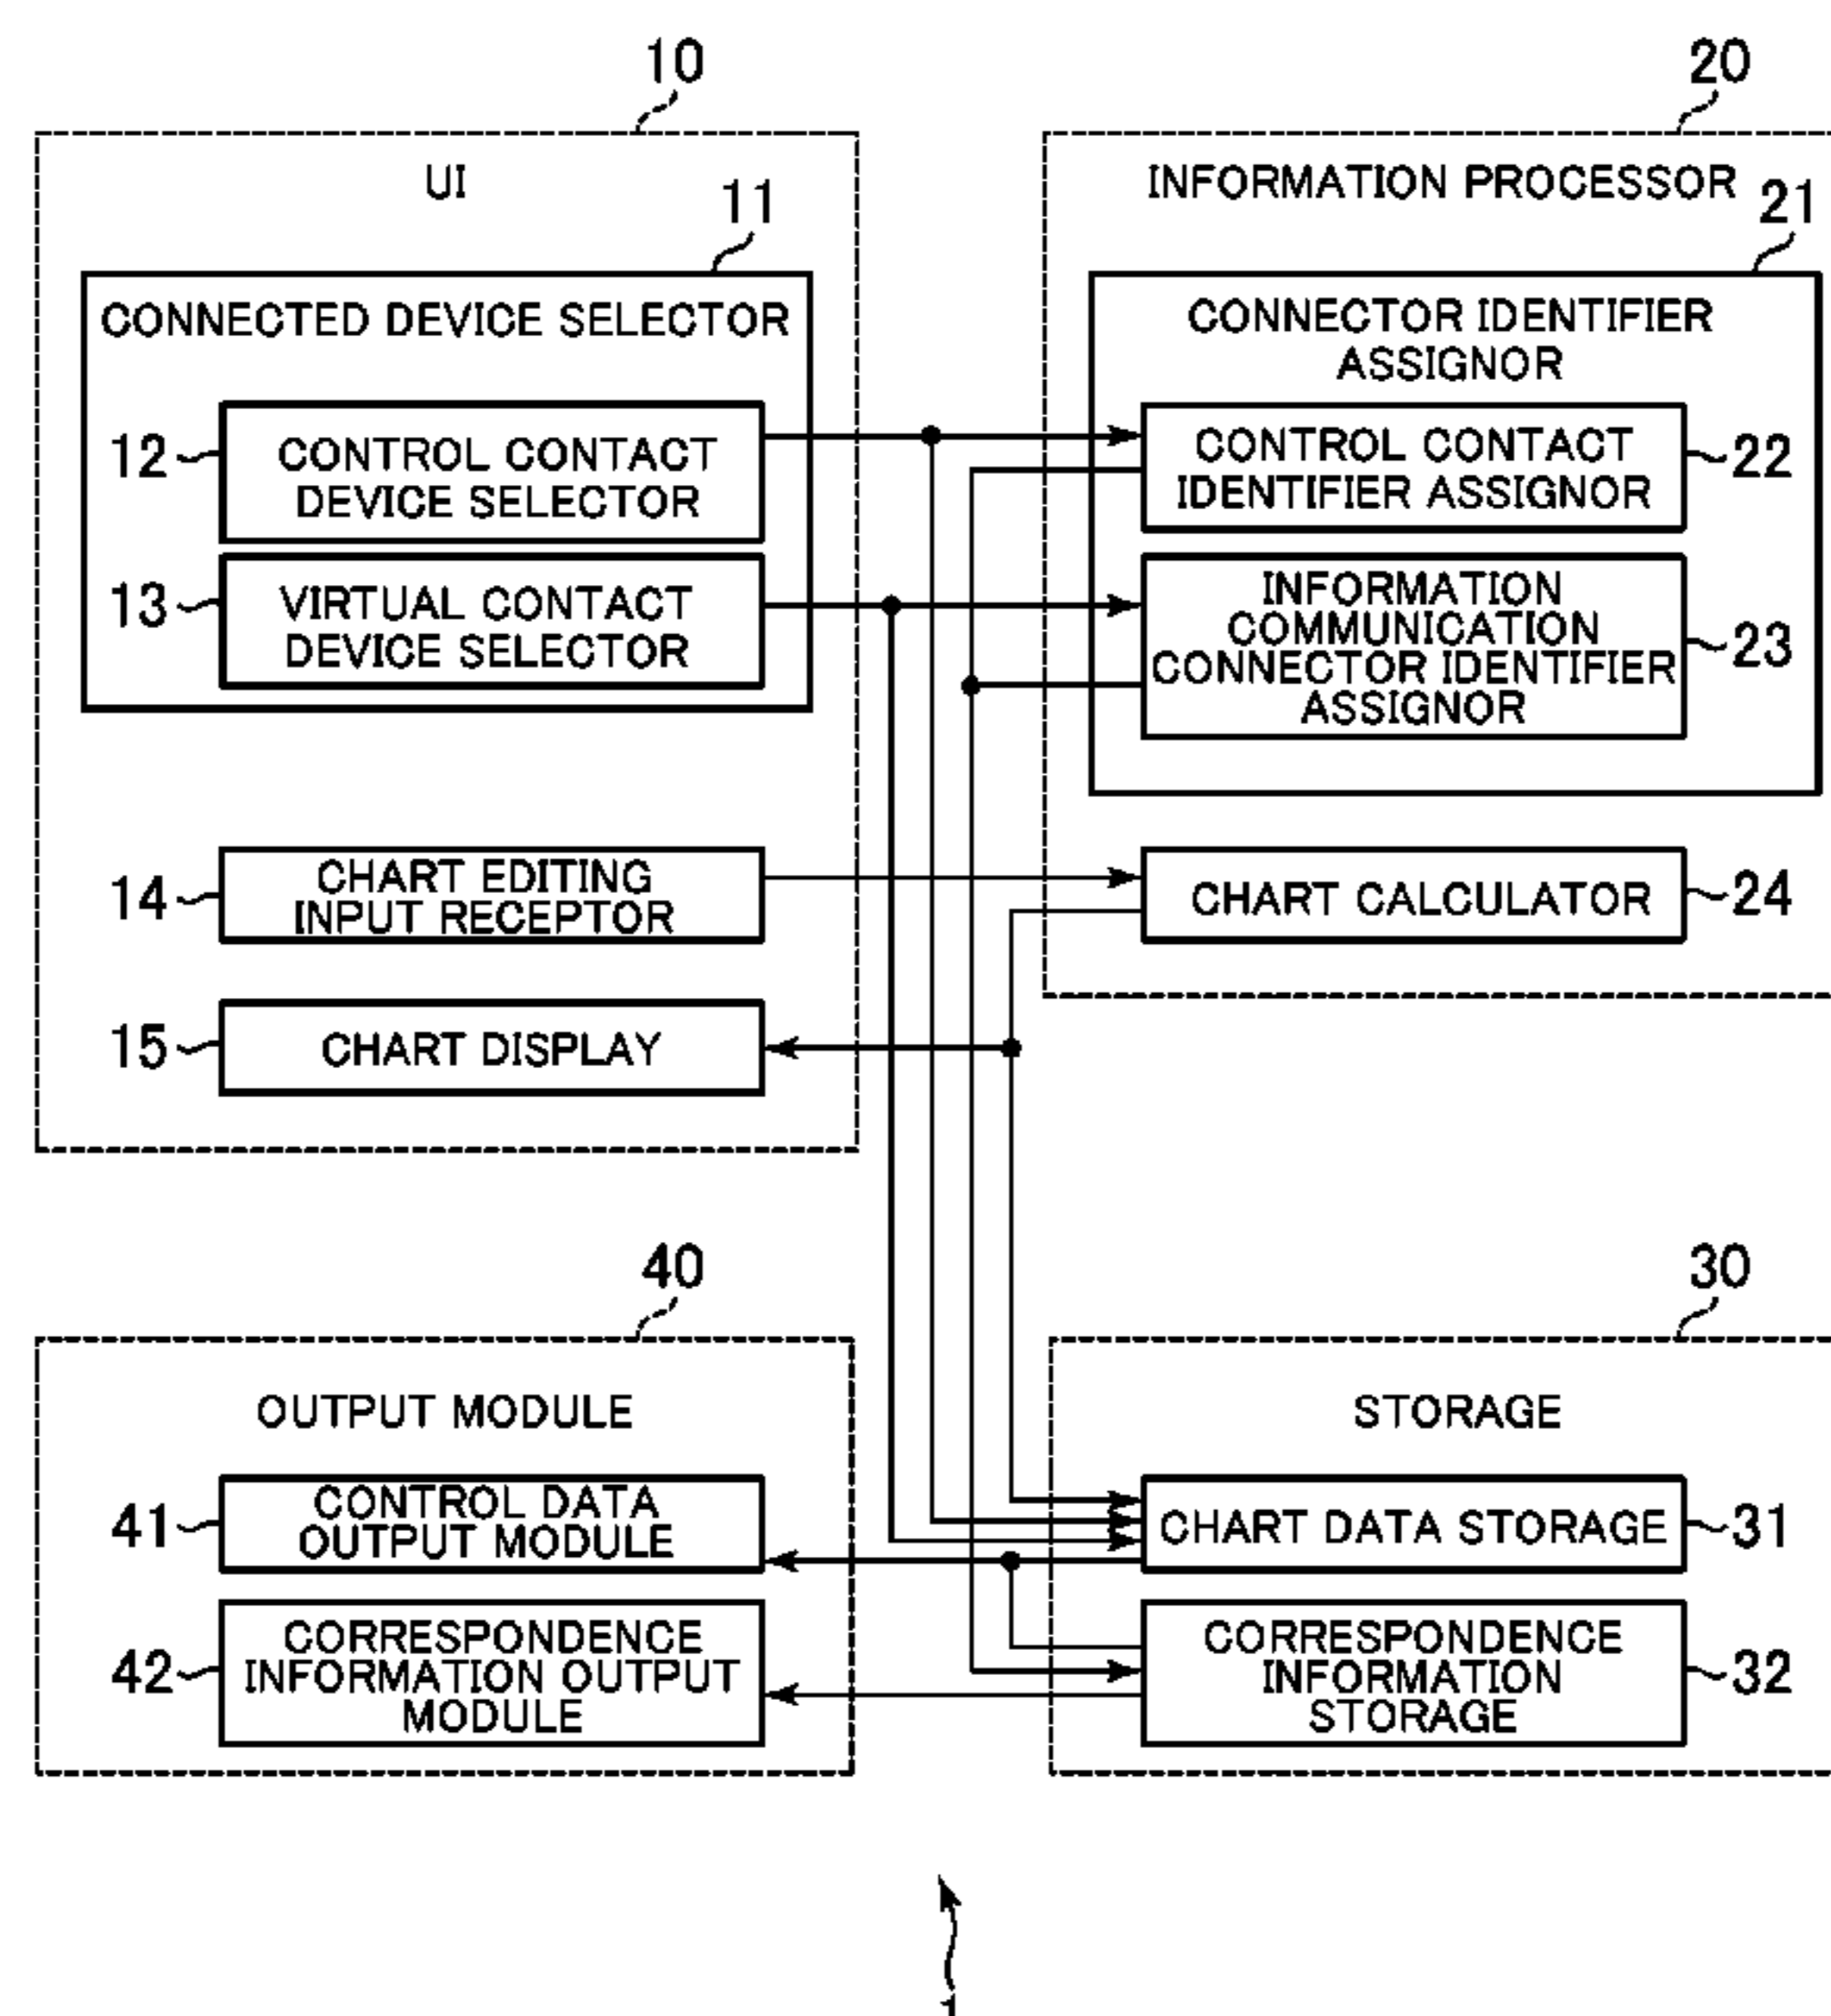 10
UI
11
CONNECTED DEVICE SELECTOR
12
CONTROL CONTACT
DEVICE SELECTOR
13
VIRTUAL CONTACT
DEVICE SELECTOR
14
CHART EDITING
INPUT RECEPTOR
15
CHART DISPLAY
20
INFORMATION PROCESSOR
21
CONNECTOR IDENTIFIER
ASSIGNOR
CONTROL CONTACT
IDENTIFIER ASSIGNOR
22
INFORMATION
COMMUNICATION
CONNECTOR IDENTIFIER
ASSIGNOR
23
CHART CALCULATOR
24
40
OUTPUT MODULE
41
CONTROL DATA
OUTPUT MODULE
42
CORRESPONDENCE
INFORMATION OUTPUT
MODULE
30
STORAGE
CHART DATA STORAGE
31
CORRESPONDENCE
INFORMATION
STORAGE
32
1